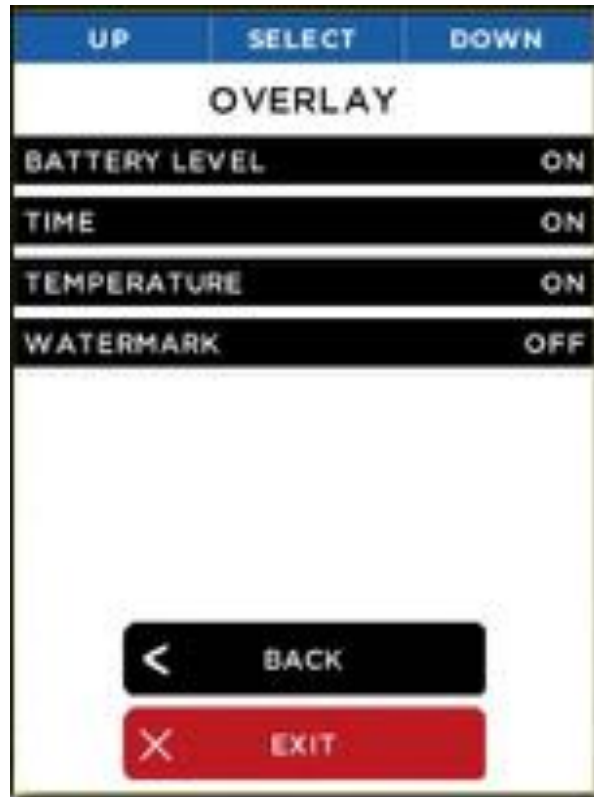 UP SELECT DOWN
OVERLAY
BATTERY LEVEL ON
TIME ON
TEMPERATURE ON
WATERMARK OFF
< BACK
X EXIT